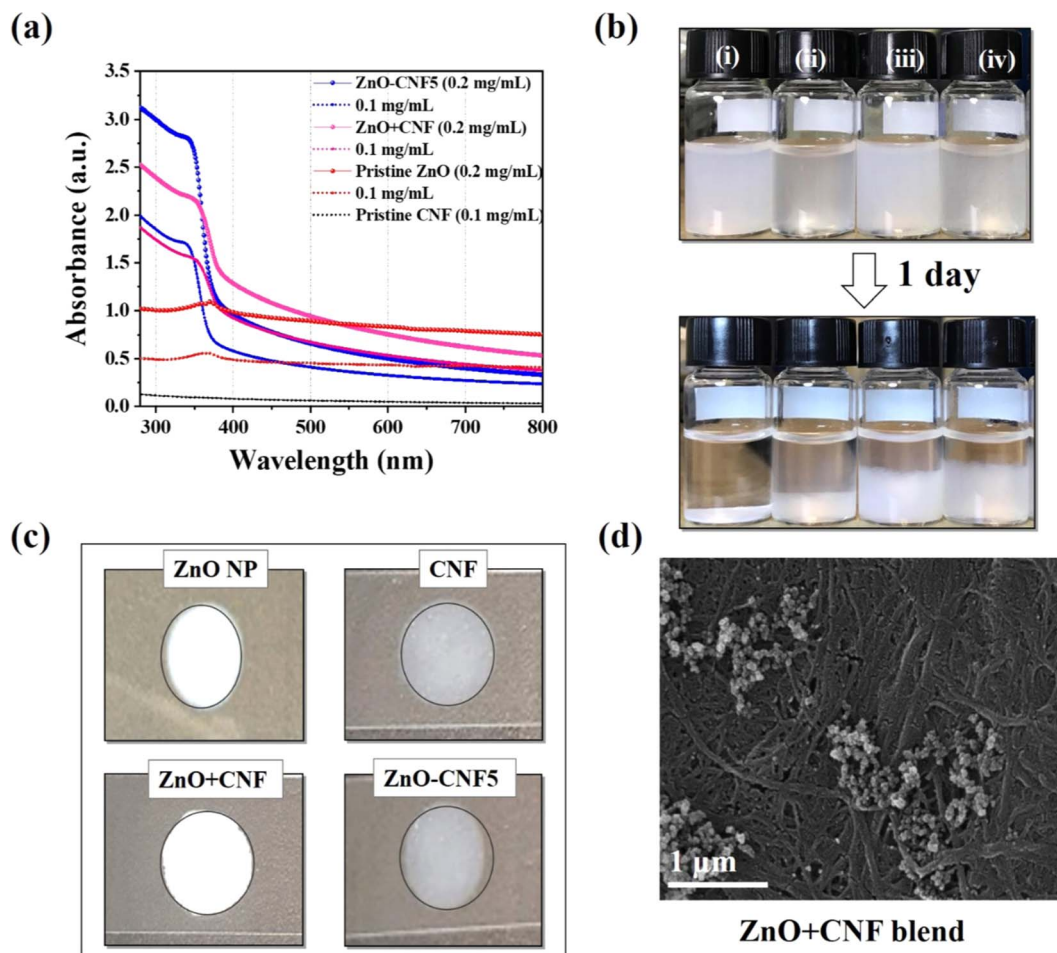 (a)
Absorbance (a.u.)
3.5
3.0
2.5
2.0
1.5
1.0
0.5
0.0
300
400
500
600
700
800
Wavelength (nm)
ZnO-CNF5 (0.2 mg/mL)
0.1 mg/mL
ZnO+CNF (0.2 mg/mL)
0.1 mg/mL
Pristine ZnO (0.2 mg/mL)
0.1 mg/mL
Pristine CNF (0.1 mg/mL)
(b)
(i) (ii) (iii) (iv)
1 day
(c)
ZnO NP
CNF
ZnO+CNF
ZnO-CNF5
(d)
1 μm
ZnO+CNF blend